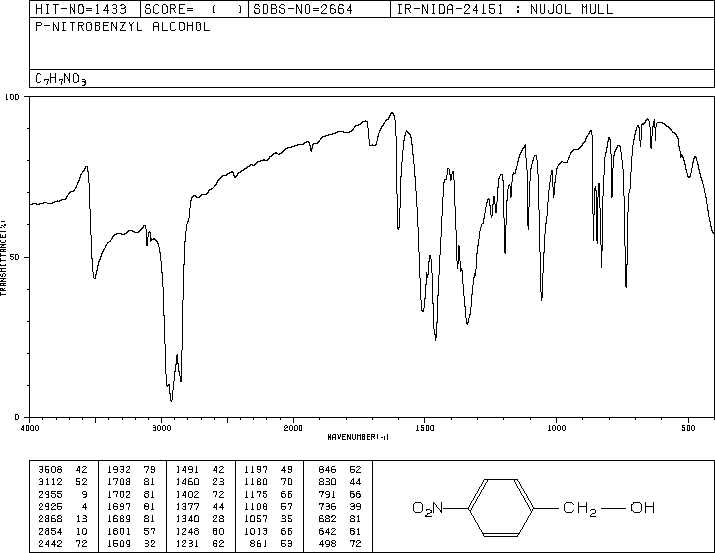 HIT-NO=1433 SCORE= ( ) SDBS-NO=2664 IR-NIDA-24151 : NUJOL MULL
P-NITROBENZYL ALCOHOL
C7H7NO3
100
50
0
TRANSMITTANCE(%)
4000 3000 2000 1500 1000 500
WAVENUMBER(-1)
3508 42 1932 79 1491 42 1197 49 846 52
3112 52 1708 81 1460 23 1180 70 830 44
2955 9 1702 81 1402 72 1175 66 791 66
2925 4 1697 81 1377 44 1108 57 736 39
2868 13 1689 81 1340 28 1057 35 682 81
2854 10 1601 57 1248 60 1013 66 642 81
2442 72 1509 32 1231 62 861 53 498 72
O2N CH2 OH